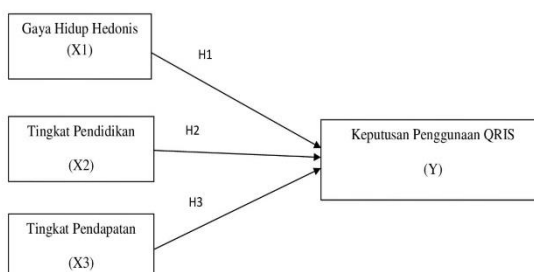 Gaya Hidup Hedonis
(X1)
H1
Tingkat Pendidikan
(X2)
H2
Keputusan Penggunaan QRIS
(Y)
H3
Tingkat Pendapatan
(X3)